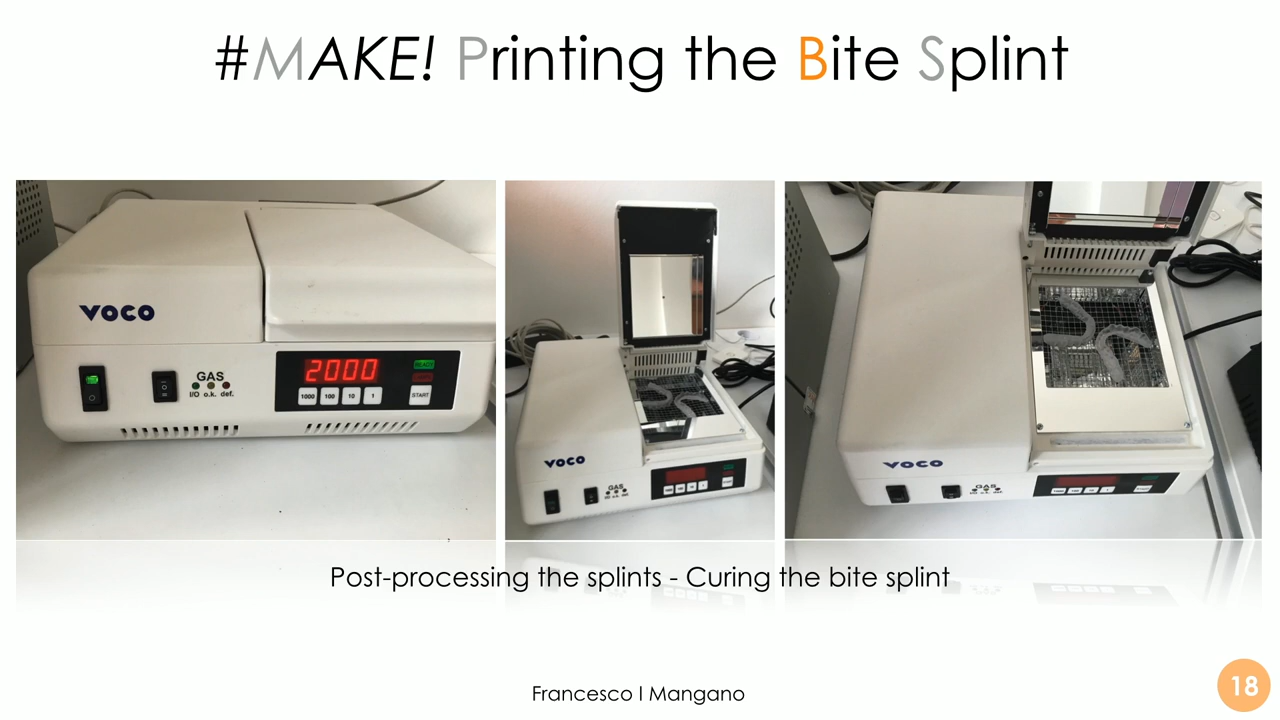 #MAKE! Printing the Bite Splint
VOCO
GAS
I/O o.k. def.
2000
1000 100 10 1
READY
START
VOCO
GAS
VOCO
GAS
Post-processing the splints - Curing the bite splint
Francesco I Mangano
18